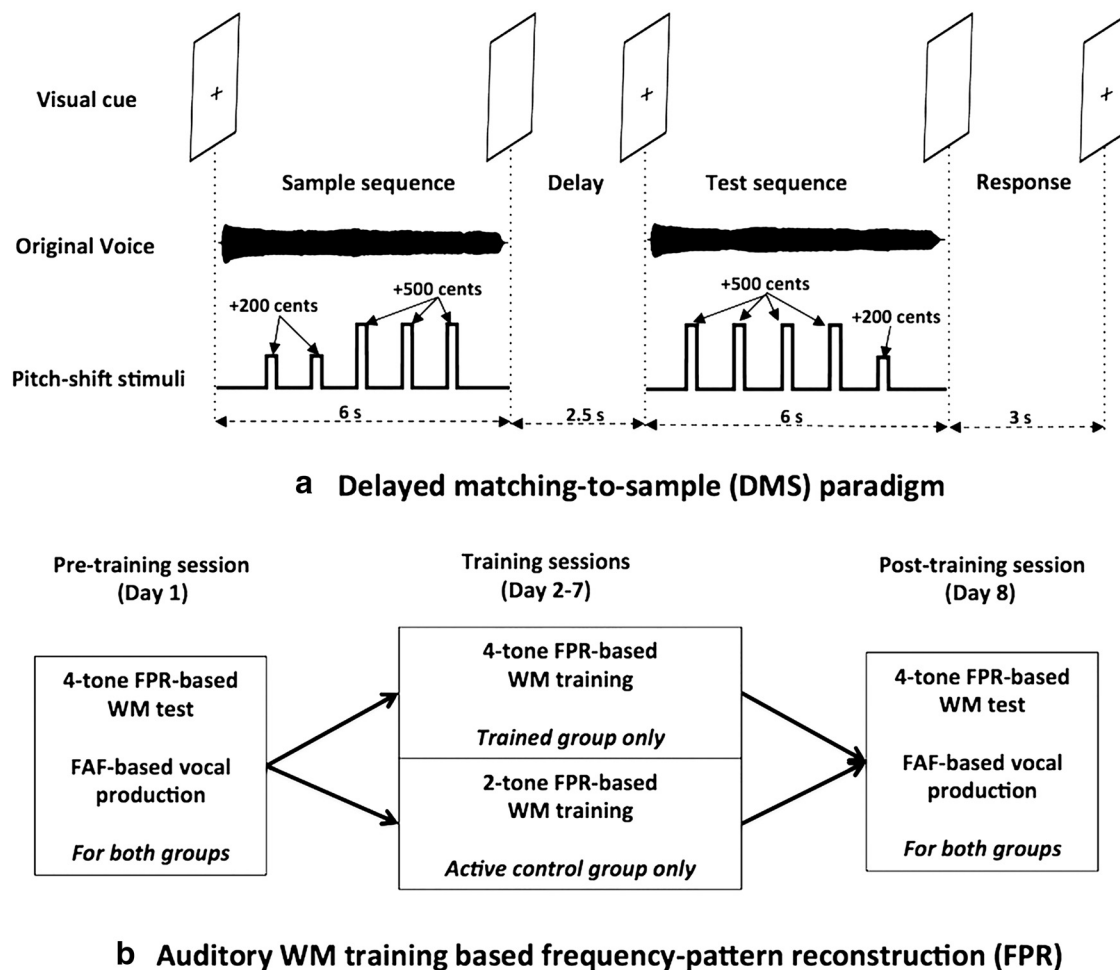 Visual cue
Sample sequence
Delay
Test sequence
Response
Original Voice
+200 cents
+500 cents
+500 cents
+200 cents
Pitch-shift stimuli
6 s
2.5 s
6 s
3 s
a Delayed matching-to-sample (DMS) paradigm
Pre-training session
(Day 1)
Training sessions
(Day 2-7)
Post-training session
(Day 8)
4-tone FPR-based
WM test
FAF-based vocal
production
For both groups
4-tone FPR-based
WM training
Trained group only
2-tone FPR-based
WM training
Active control group only
4-tone FPR-based
WM test
FAF-based vocal
production
For both groups
b Auditory WM training based frequency-pattern reconstruction (FPR)